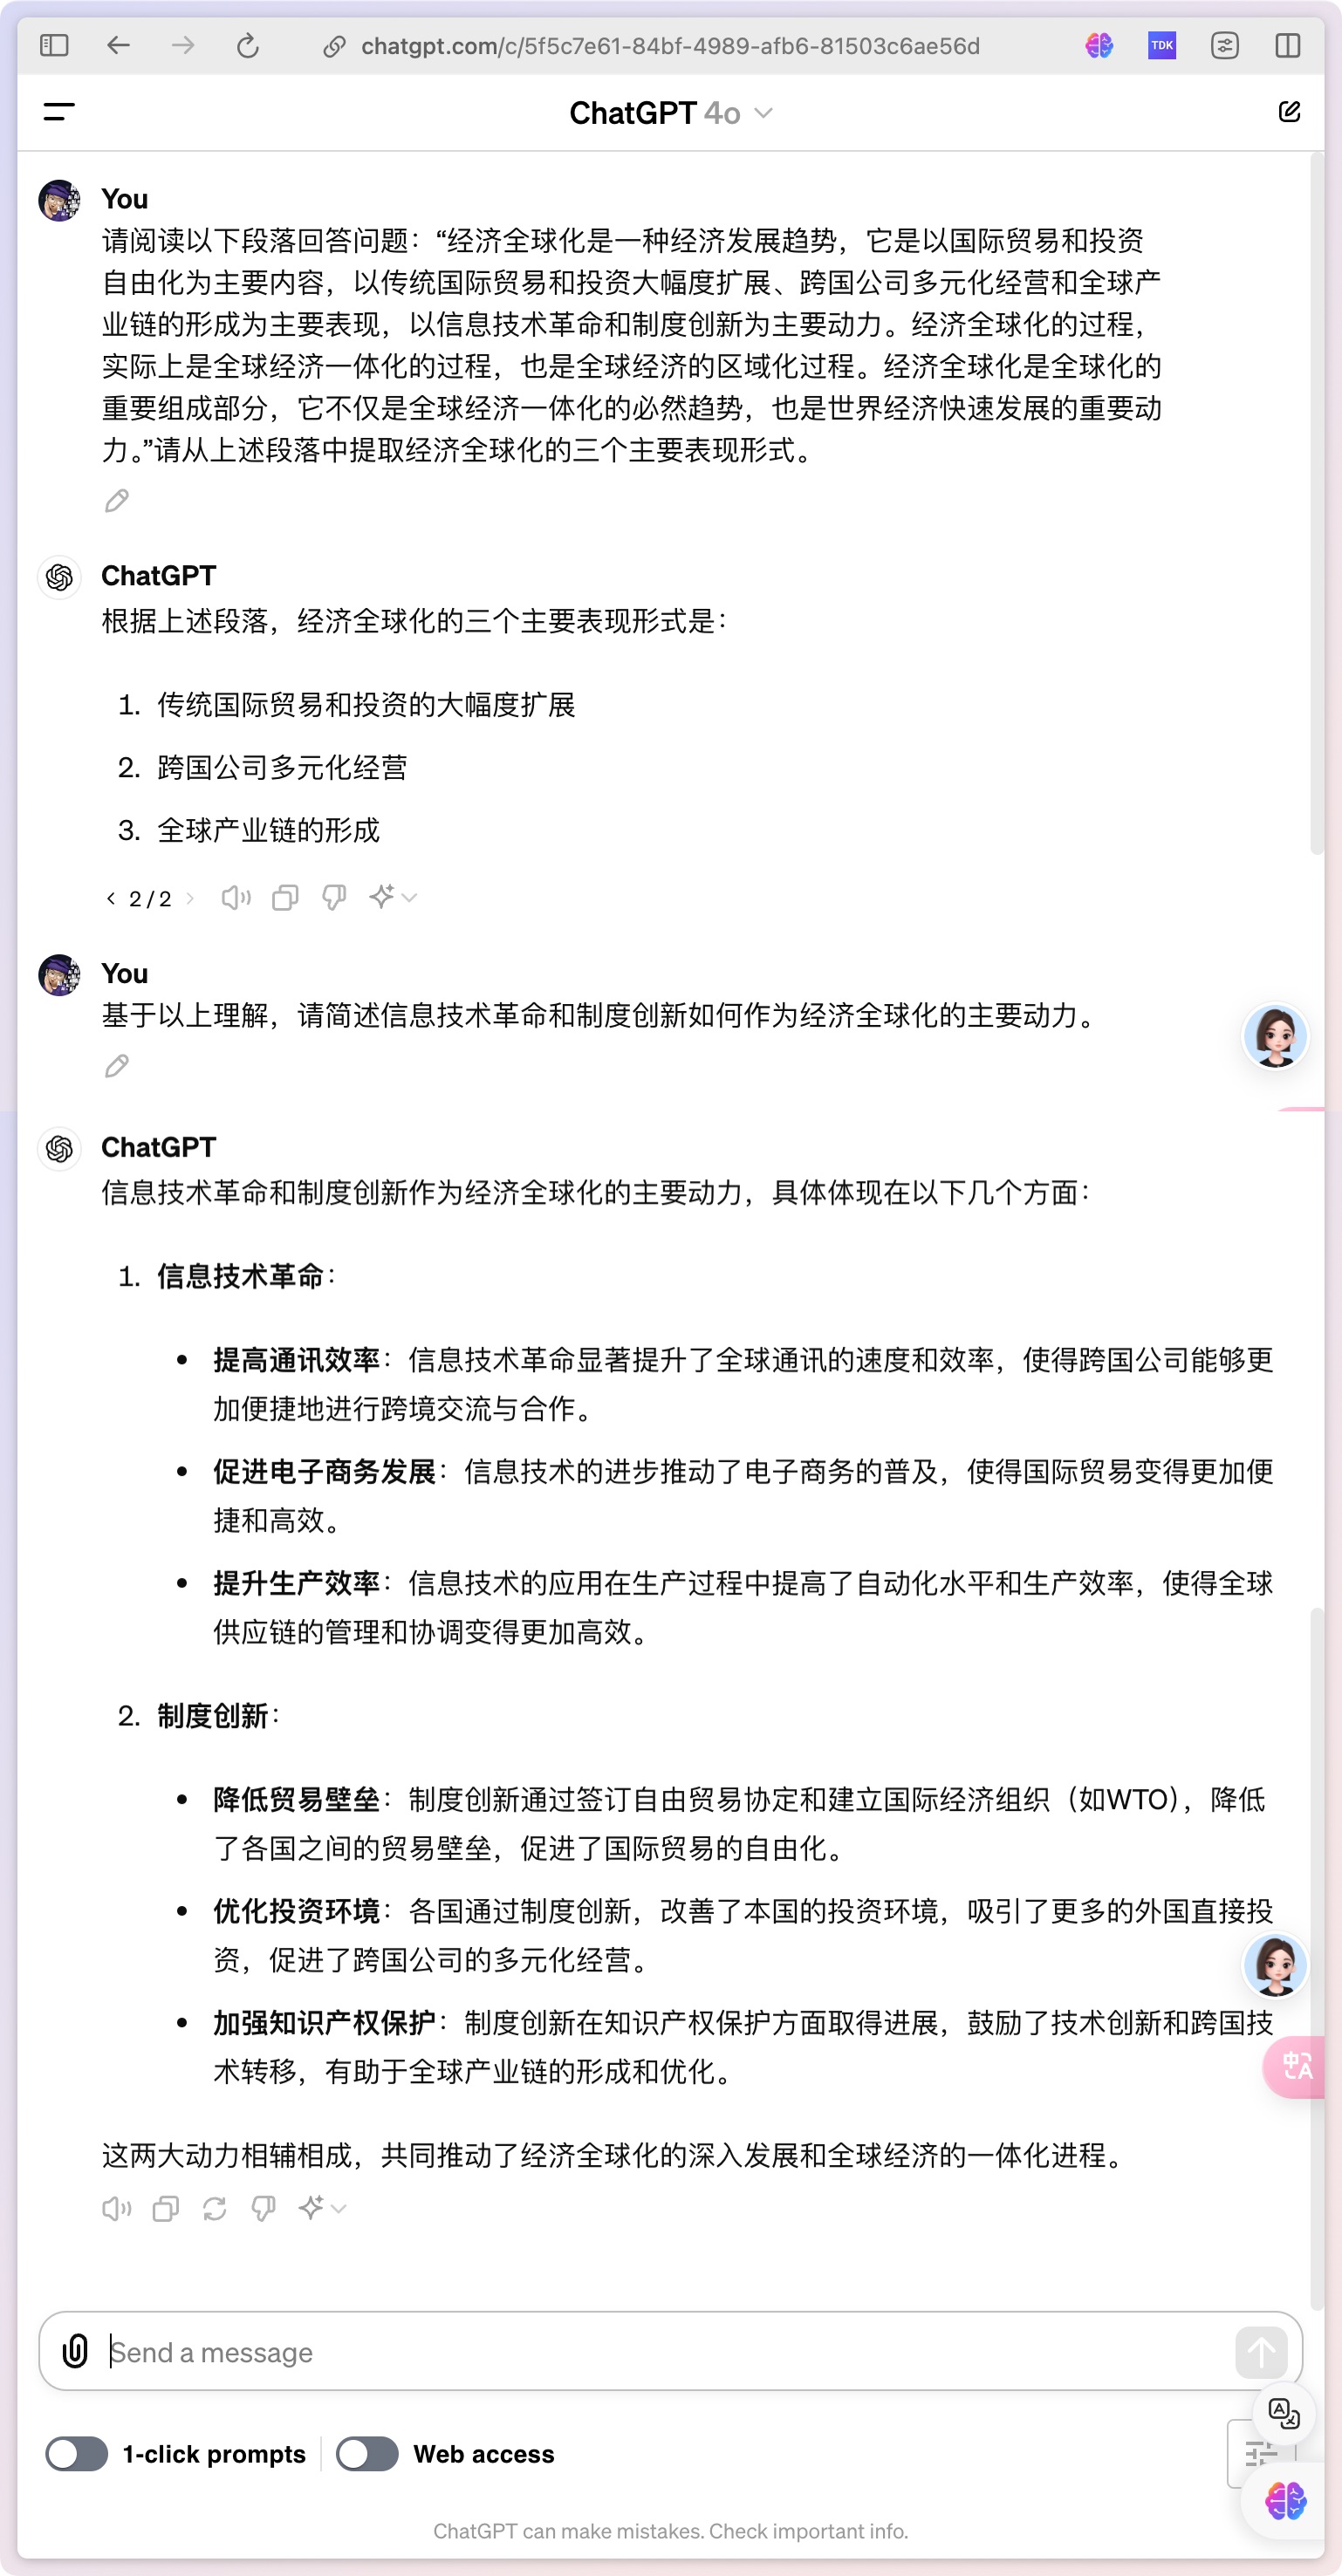 chatgpt.com/c/5f5c7e61-84bf-4989-afb6-81503c6ae56d
TDK
ChatGPT 4o
You
请阅读以下段落回答问题：“经济全球化是一种经济发展趋势，它是以国际贸易和投资
自由化为主要内容，以传统国际贸易和投资大幅度扩展、跨国公司多元化经营和全球产
业链的形成为主要表现，以信息技术革命和制度创新为主要动力。经济全球化的过程，
实际上是全球经济一体化的过程，也是全球经济的区域化过程。经济全球化是全球化的
重要组成部分，它不仅是全球经济一体化的必然趋势，也是世界经济快速发展的重要动
力。”请从上述段落中提取经济全球化的三个主要表现形式。
ChatGPT
根据上述段落，经济全球化的三个主要表现形式是：
1. 传统国际贸易和投资的大幅度扩展
2. 跨国公司多元化经营
3. 全球产业链的形成
2 / 2
You
基于以上理解，请简述信息技术革命和制度创新如何作为经济全球化的主要动力。
ChatGPT
信息技术革命和制度创新作为经济全球化的主要动力，具体体现在以下几个方面：
1. 信息技术革命：
• 提高通讯效率：信息技术革命显著提升了全球通讯的速度和效率，使得跨国公司能够更
加便捷地进行跨境交流与合作。
• 促进电子商务发展：信息技术的进步推动了电子商务的普及，使得国际贸易变得更加便
捷和高效。
• 提升生产效率：信息技术的应用在生产过程中提高了自动化水平和生产效率，使得全球
供应链的管理和协调变得更加高效。
2. 制度创新：
• 降低贸易壁垒：制度创新通过签订自由贸易协定和建立国际经济组织（如WTO），降低
了各国之间的贸易壁垒，促进了国际贸易的自由化。
• 优化投资环境：各国通过制度创新，改善了本国的投资环境，吸引了更多的外国直接投
资，促进了跨国公司的多元化经营。
• 加强知识产权保护：制度创新在知识产权保护方面取得进展，鼓励了技术创新和跨国技
术转移，有助于全球产业链的形成和优化。
中A
这两大动力相辅相成，共同推动了经济全球化的深入发展和全球经济的一体化进程。
Send a message
1-click prompts
Web access
ChatGPT can make mistakes. Check important info.